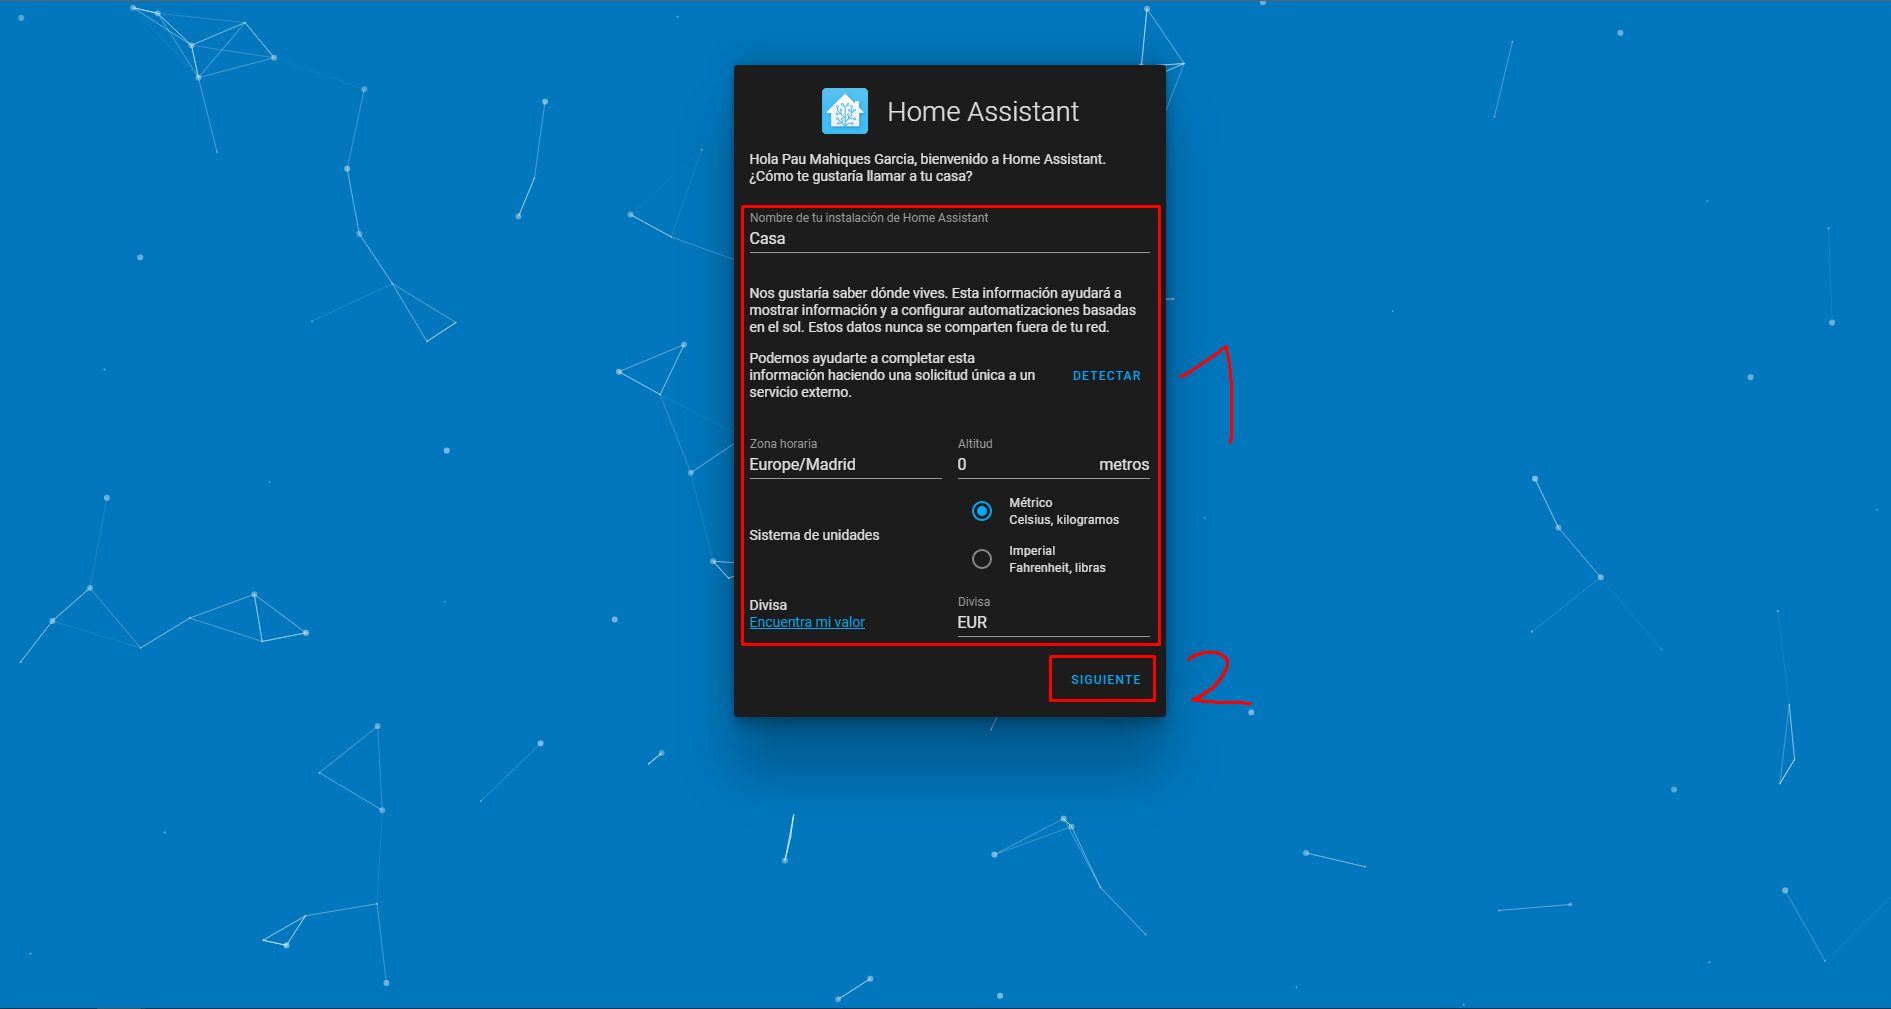 Home Assistant
Hola Pau Mahiques Garcia, bienvenido a Home Assistant.
¿Cómo te gustaría llamar a tu casa?
Nombre de tu instalación de Home Assistant
Casa
Nos gustaría saber dónde vives. Esta información ayudará a
mostrar información y a configurar automatizaciones basadas
en el sol. Estos datos nunca se comparten fuera de tu red.
Podemos ayudarte a completar esta
información haciendo una solicitud única a un
servicio externo.
DETECTAR
1
Zona horaria
Europe/Madrid
Altitud
0 metros
Sistema de unidades
Métrico
Celsius, kilogramos
Imperial
Fahrenheit, libras
Divisa
Encuentra mi valor
Divisa
EUR
SIGUIENTE
2